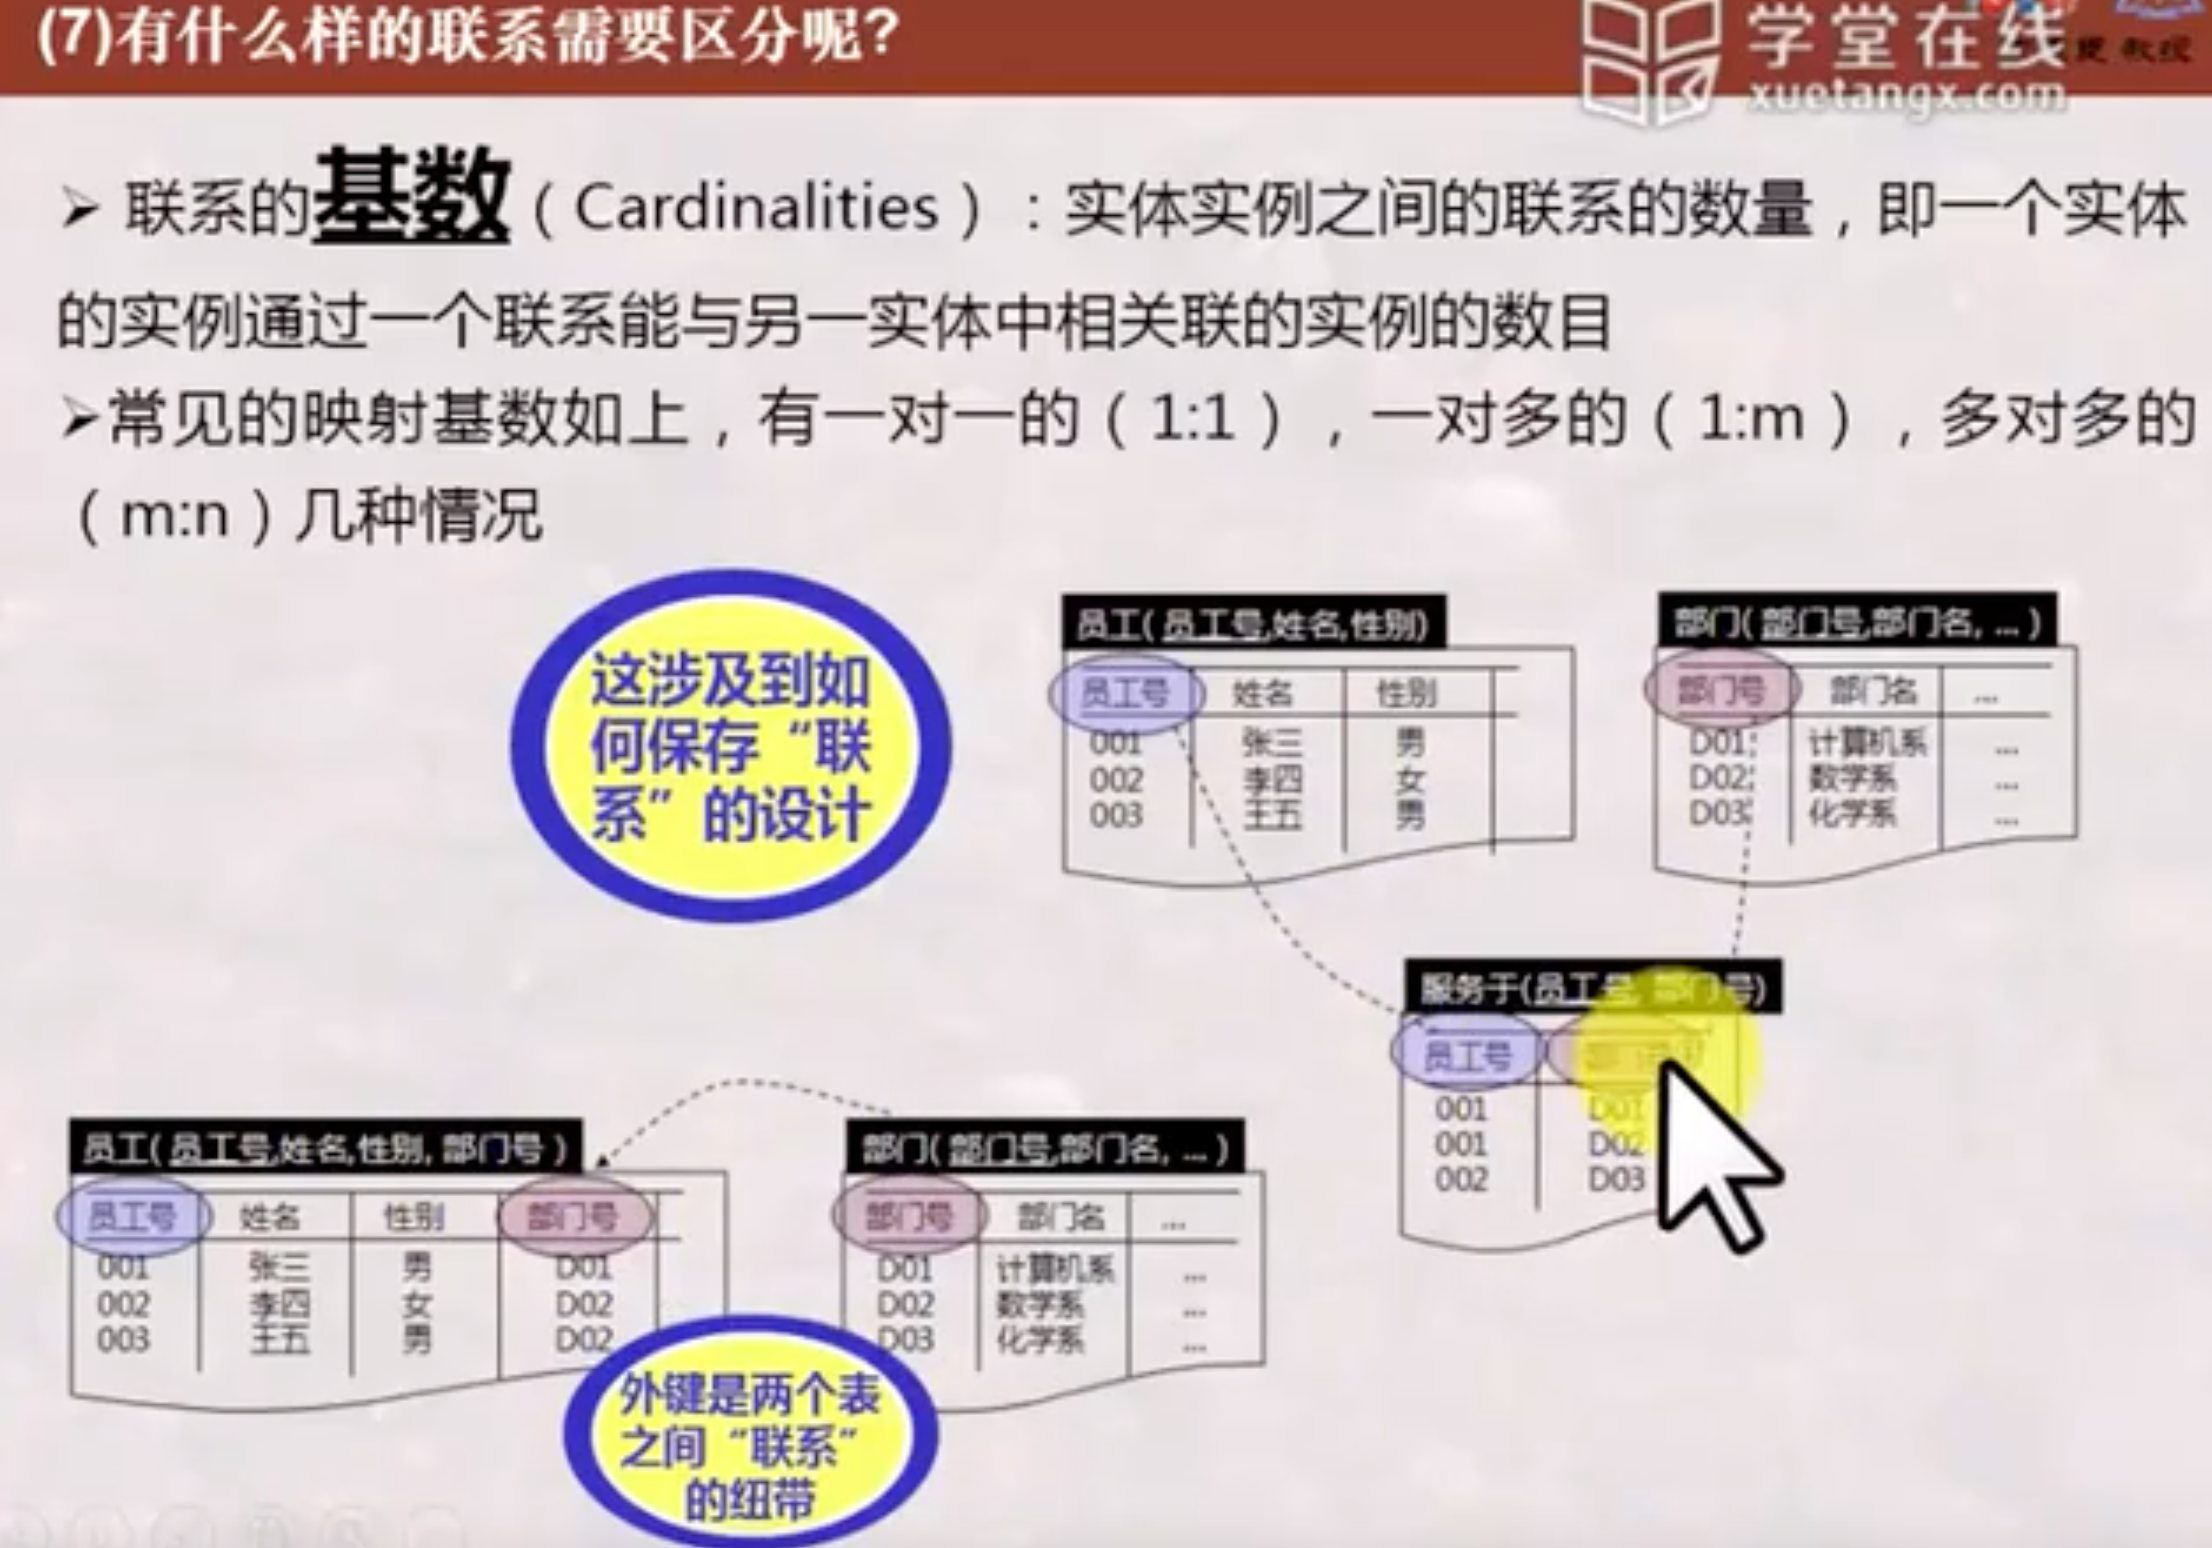 (7)有什么样的联系需要区分呢?
学堂在线
教授
xuetangx.com
➢ 联系的基数（Cardinalities）:实体实例之间的联系的数量,即一个实体
的实例通过一个联系能与另一实体中相关联的实例的数目
➢常见的映射基数如上,有一对一的（1:1）,一对多的（1:m）,多对多的
（m:n）几种情况
这涉及到如
何保存“联
系”的设计
员工(员工号,姓名,性别)
员工号 姓名 性别
001 张三 男
002 李四 女
003 王五 男
部门(部门号,部门名, ...)
部门号 部门名 ...
D01 计算机系 ...
D02 数学系 ...
D03 化学系 ...
服务于(员工号, 部门号)
员工号
001 D01
001 D02
002 D03
员工(员工号,姓名,性别, 部门号)
员工号 姓名 性别 部门号
001 张三 男 D01
002 李四 女 D02
003 王五 男 D02
部门(部门号,部门名, ...)
部门号 部门名 ...
D01 计算机系 ...
D02 数学系 ...
D03 化学系 ...
外键是两个表
之间“联系”
的纽带